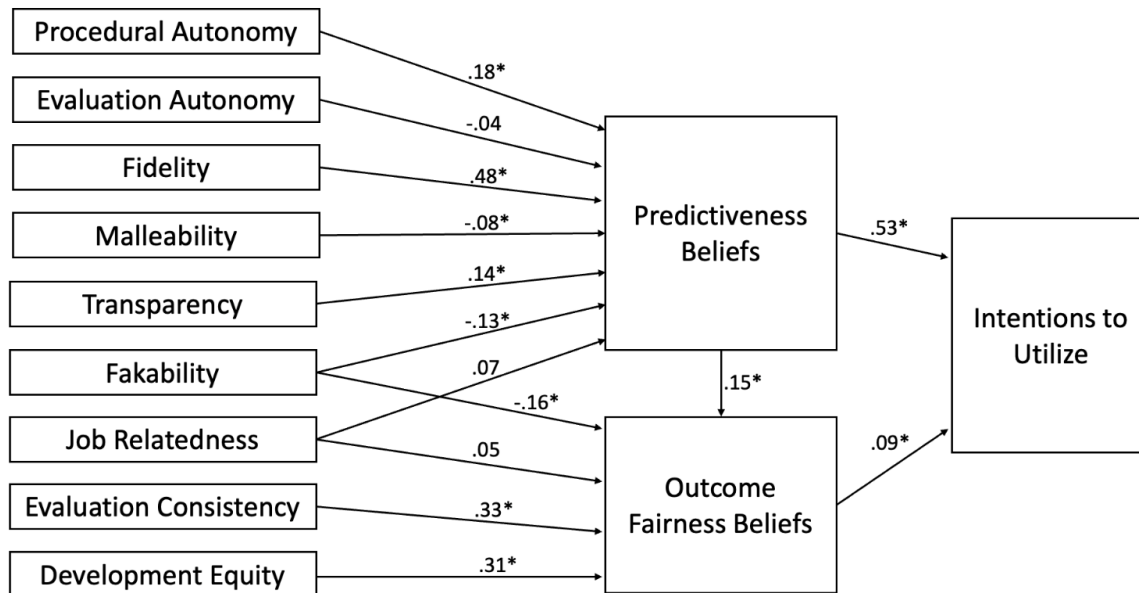 Procedural Autonomy
.18*
Evaluation Autonomy
-.04
Fidelity
.48*
Malleability
-.08*
Transparency
.14*
Fakability
-.13*
-.16*
Job Relatedness
.07
.05
Evaluation Consistency
.33*
Development Equity
.31*
Predictiveness
Beliefs
.53*
.15*
Outcome
Fairness Beliefs
.09*
Intentions to
Utilize